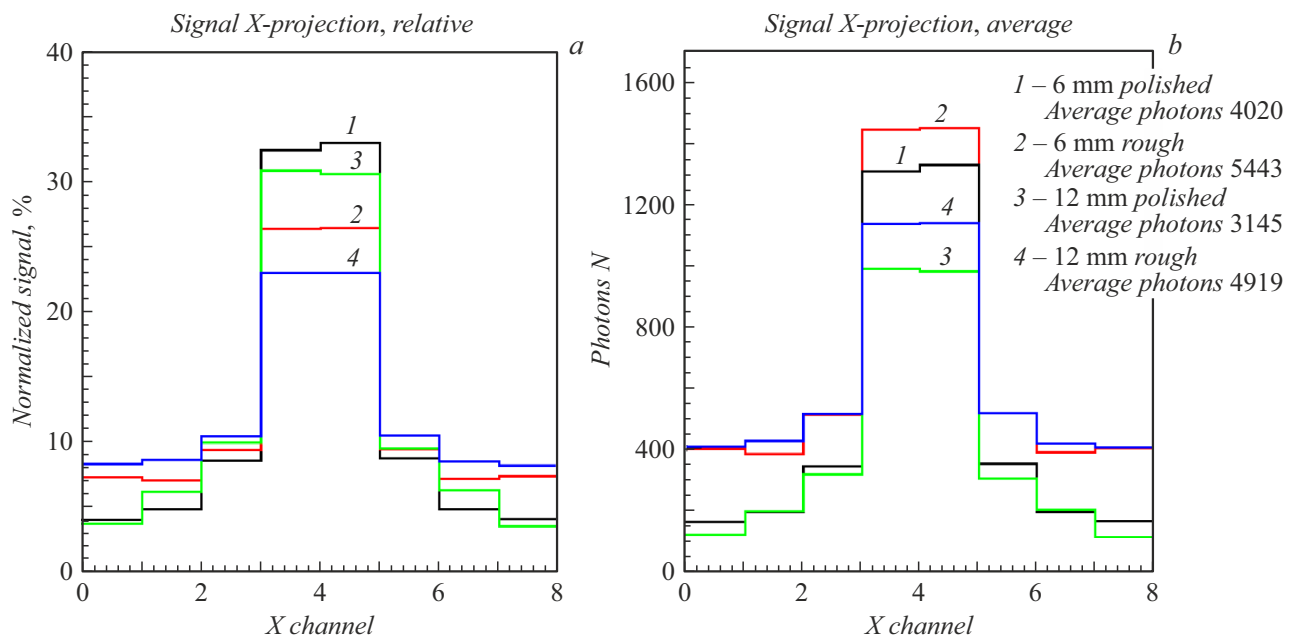 Signal X-projection, relative
a
40
30
20
10
0
Normalized signal, %
1
3
2
4
0 2 4 6 8
X channel
Signal X-projection, average
b
1600
1200
800
400
0
Photons N
2
1
4
3
0 2 4 6 8
X channel
1 – 6 mm polished
Average photons 4020
2 – 6 mm rough
Average photons 5443
3 – 12 mm polished
Average photons 3145
4 – 12 mm rough
Average photons 4919